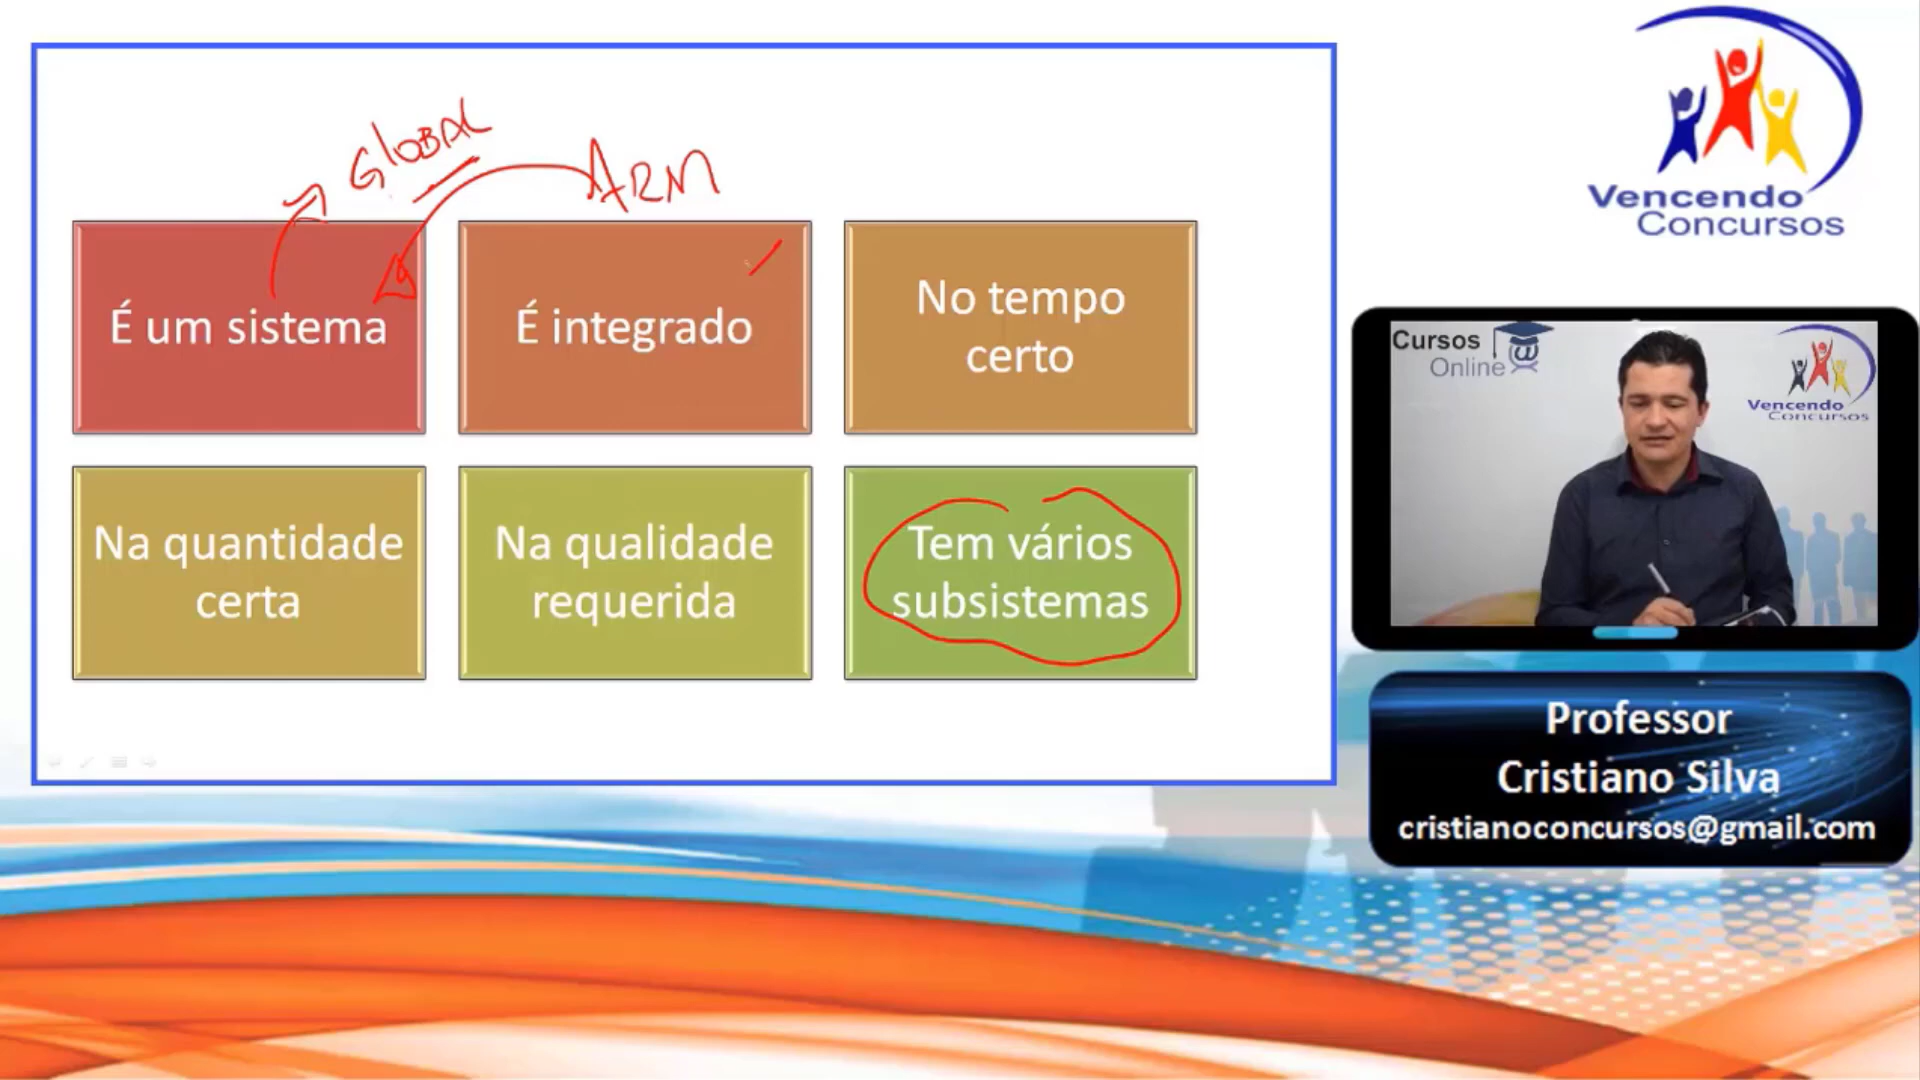 GlobAL
ARM
É um sistema
É integrado
No tempo
certo
Na quantidade
certa
Na qualidade
requerida
Tem vários
subsistemas
Vencendo
Concursos
Cursos
Online
Vencendo
Concursos
Professor
Cristiano Silva
cristianoconcursos@gmail.com